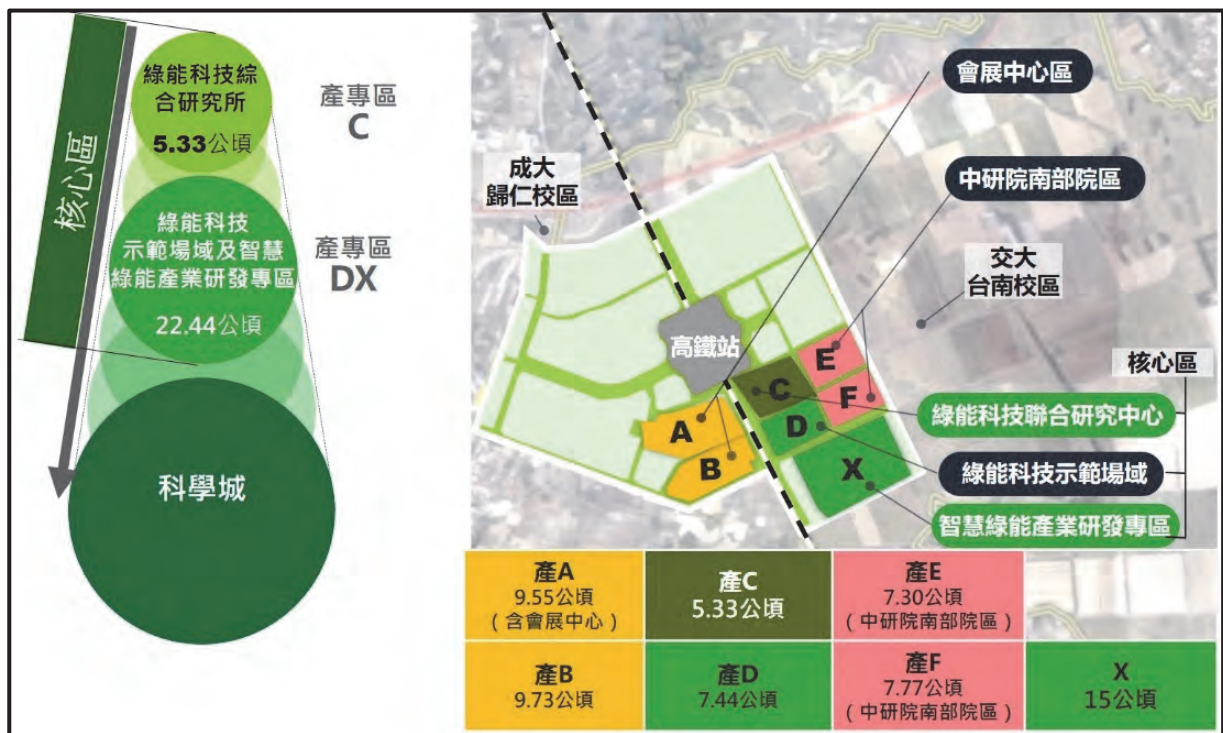 核心區
綠能科技綜
合研究所
5.33公頃
產專區
C
綠能科技
示範場域及智慧
綠能產業研發專區
22.44公頃
產專區
DX
科學城
會展中心區
中研院南部院區
成大
歸仁校區
交大
台南校區
高鐵站
核心區
E
C
F
A
D
B
X
綠能科技聯合研究中心
綠能科技示範場域
智慧綠能產業研發專區
產A
9.55公頃
(含會展中心)
產C
5.33公頃
產E
7.30公頃
(中研院南部院區)
產B
9.73公頃
產D
7.44公頃
產F
7.77公頃
(中研院南部院區)
X
15公頃